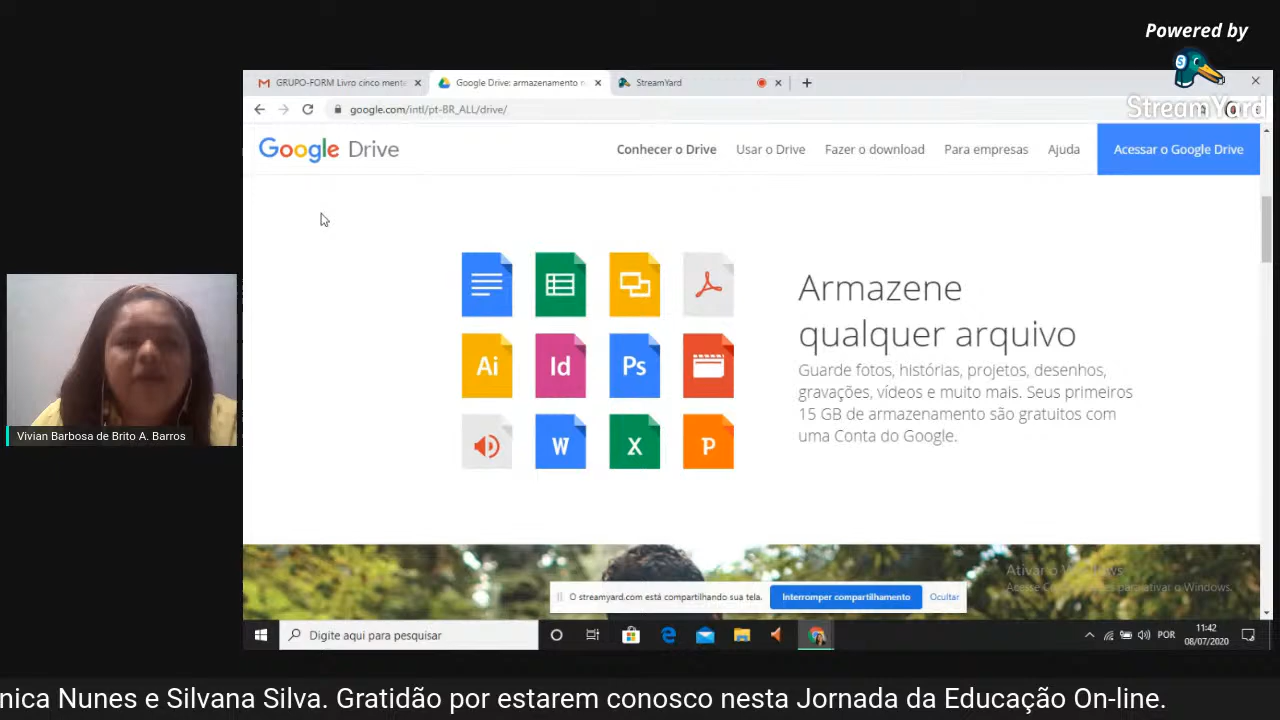 Powered by
StreamYard
GRUPO-FORM Livro cinco ment
Google Drive: armazenamento n
StreamYard
google.com/intl/pt-BR_ALL/drive/
Google Drive
Conhecer o Drive
Usar o Drive
Fazer o download
Para empresas
Ajuda
Acessar o Google Drive
Ai
Id
Ps
W
X
P
Armazene
qualquer arquivo
Guarde fotos, histórias, projetos, desenhos,
gravações, vídeos e muito mais. Seus primeiros
15 GB de armazenamento são gratuitos com
uma Conta do Google.
Vivian Barbosa de Brito A. Barros
Ativar o Windows
Acesse Configurações para ativar o Windows.
O streamyard.com está compartilhando sua tela.
Interromper compartilhamento
Ocultar
Digite aqui para pesquisar
POR
11:42
08/07/2020
nica Nunes e Silvana Silva. Gratidão por estarem conosco nesta Jornada da Educação On-line.